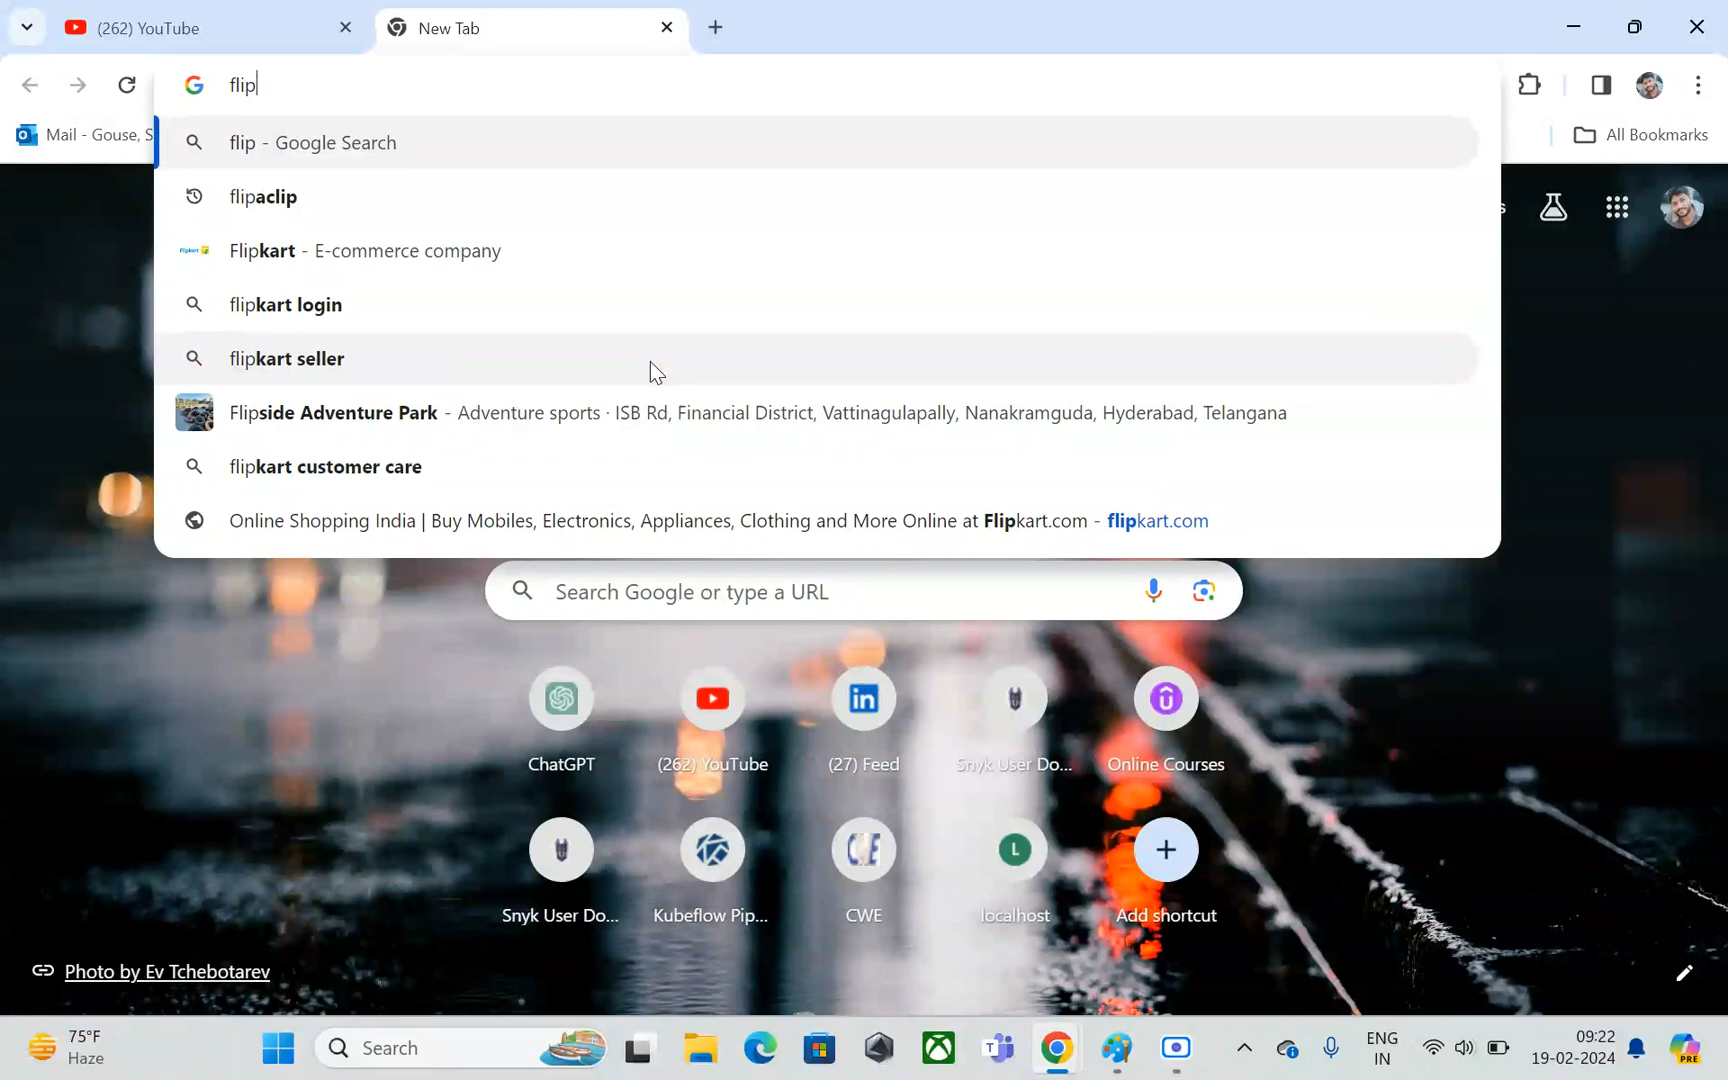 (262) YouTube
New Tab
flip
Mail - Gouse, S
All Bookmarks
flip - Google Search
flipaclip
Flipkart - E-commerce company
flipkart login
flipkart seller
Flipside Adventure Park - Adventure sports · ISB Rd, Financial District, Vattinagulapally, Nanakramguda, Hyderabad, Telangana
flipkart customer care
Online Shopping India | Buy Mobiles, Electronics, Appliances, Clothing and More Online at Flipkart.com - flipkart.com
Search Google or type a URL
ChatGPT
(262) YouTube
(27) Feed
Snyk User Do...
Online Courses
Snyk User Do...
Kubeflow Pip...
CWE
localhost
Add shortcut
Photo by Ev Tchebotarev
75°F
Haze
Search
ENG
IN
09:22
19-02-2024
PRE